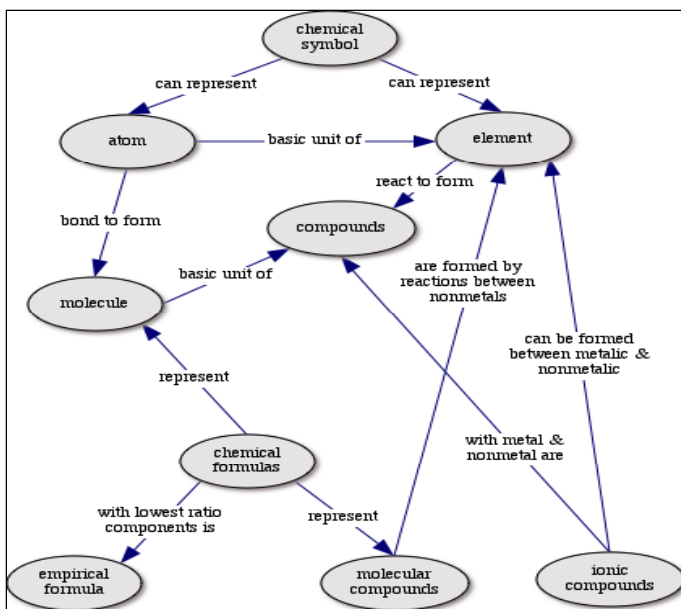 chemical
symbol
can represent
can represent
atom
basic unit of
element
react to form
bond to form
compounds
basic unit of
are formed by
reactions between
nonmetals
molecule
can be formed
between metalic &
nonmetalic
represent
with metal &
nonmetal are
chemical
formulas
with lowest ratio
components is
represent
empirical
formula
molecular
compounds
ionic
compounds